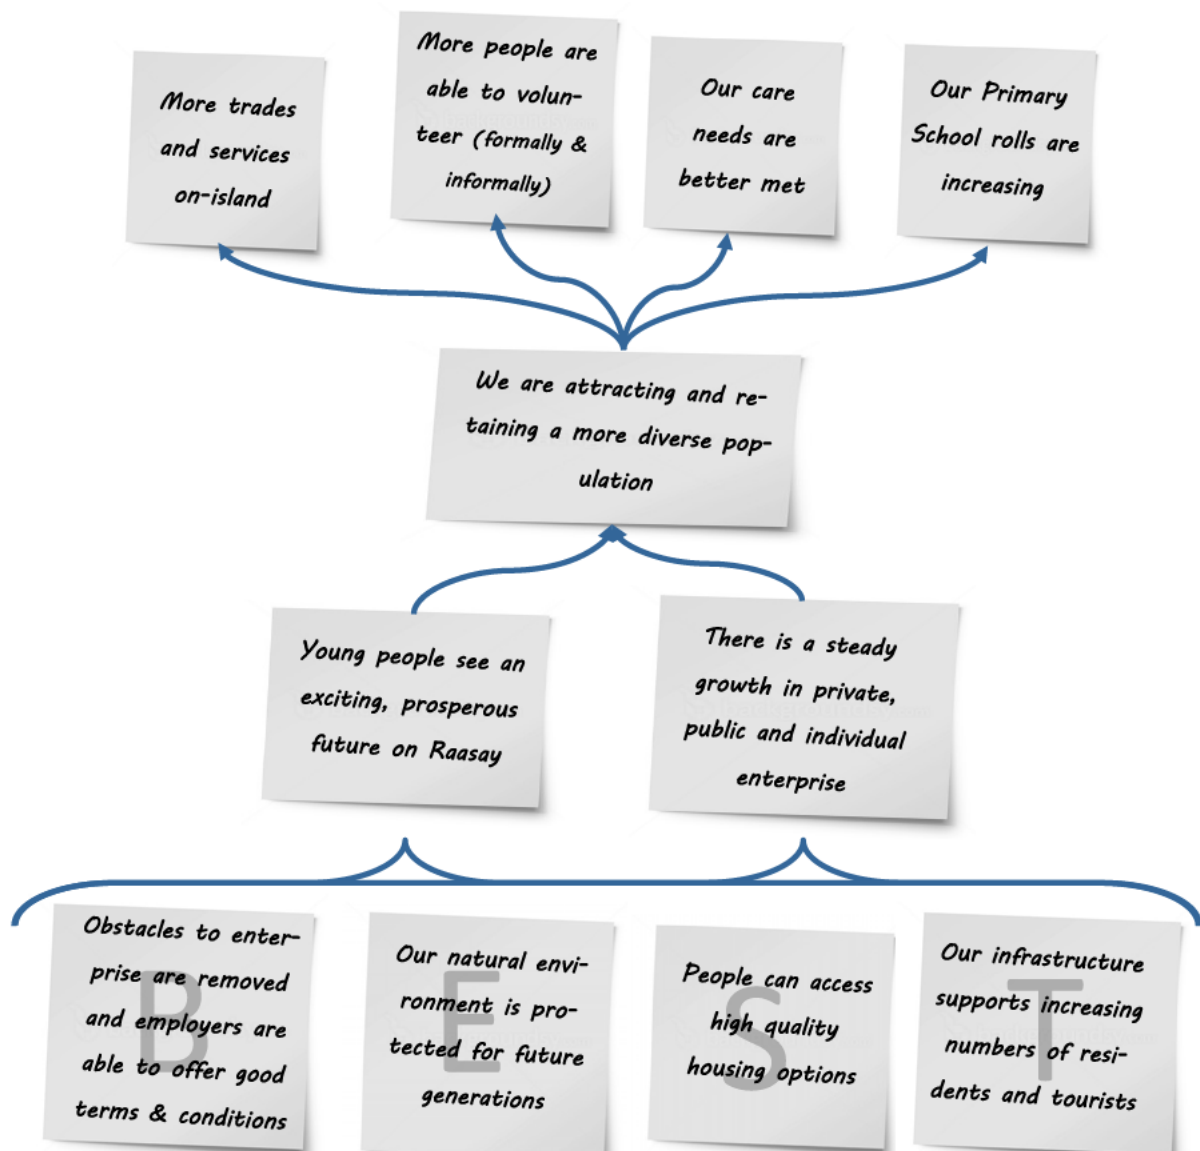 More trades
and services
on-island
More people are
able to volun-
teer (formally &
informally)
Our care
needs are
better met
Our Primary
School rolls are
increasing
We are attracting and re-
taining a more diverse pop-
ulation
Young people see an
exciting, prosperous
future on Raasay
There is a steady
growth in private,
public and individual
enterprise
B
Obstacles to enter-
prise are removed
and employers are
able to offer good
terms & conditions
E
Our natural envi-
ronment is pro-
tected for future
generations
S
People can access
high quality
housing options
T
Our infrastructure
supports increasing
numbers of resi-
dents and tourists